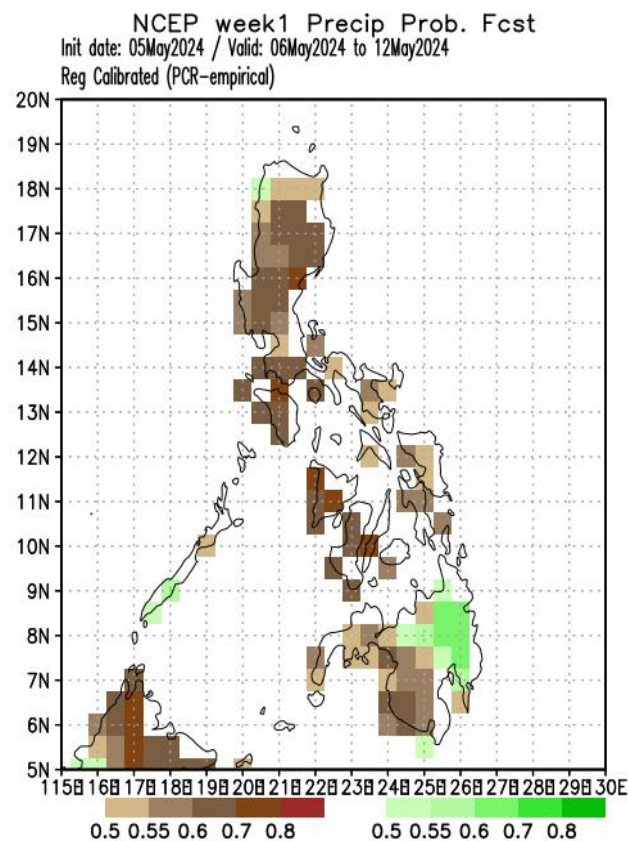 NCEP week1 Precip Prob. Fcst
Init date: 05May2024 / Valid: 06May2024 to 12May2024
Reg Calibrated (PCR-empirical)
20N
19N
18N
17N
16N
15N
14N
13N
12N
11N
10N
9N
8N
7N
6N
5N
115E 116E 117E 118E 119E 120E 121E 122E 123E 124E 125E 126E 127E 128E 129E 130E
0.5 0.55 0.6 0.7 0.8 0.5 0.55 0.6 0.7 0.8